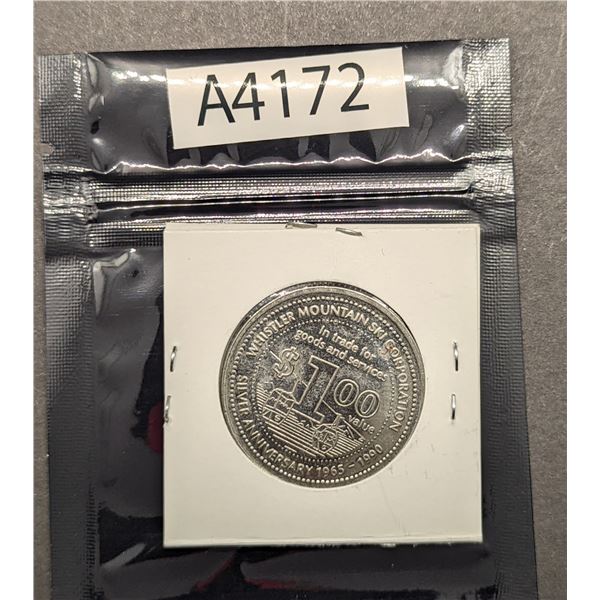 A4172
WHISTLER MOUNTAIN SKI CORPORATION
In trade for
goods and services
$1.00
value
SILVER ANNIVERSARY 1965 - 1990